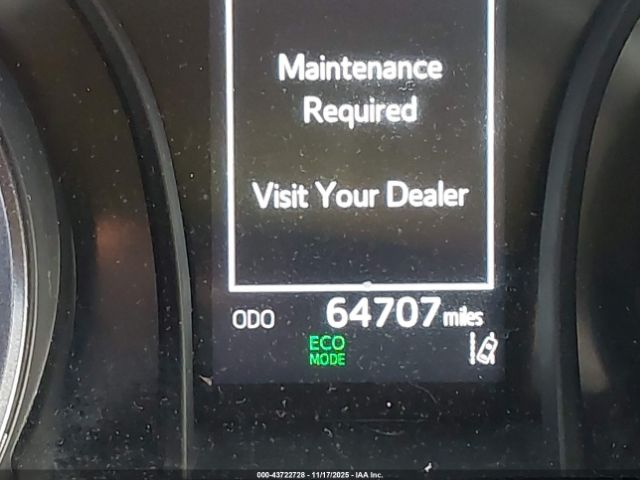 Maintenance
Required
Visit Your Dealer
ODO 64707 miles
ECO
MODE
000-43722728 - 11/17/2025 - IAA Inc.